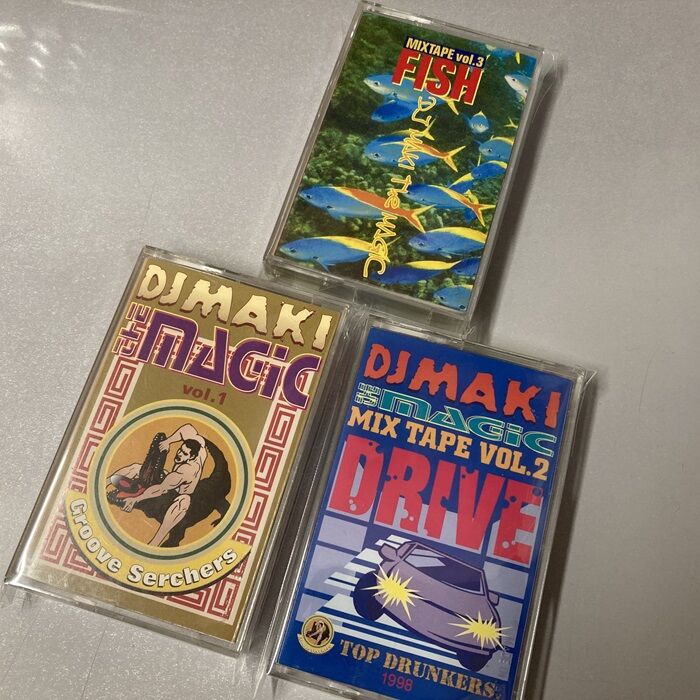 MIXTAPE vol.3
FISH
DJ MAKI THE MAGIC
DJ MAKI
THE MAGIC
vol.1
Groove Serchers
DJ MAKI
THE MAGIC
MIX TAPE VOL.2
DRIVE
TOP DRUNKERS
1998